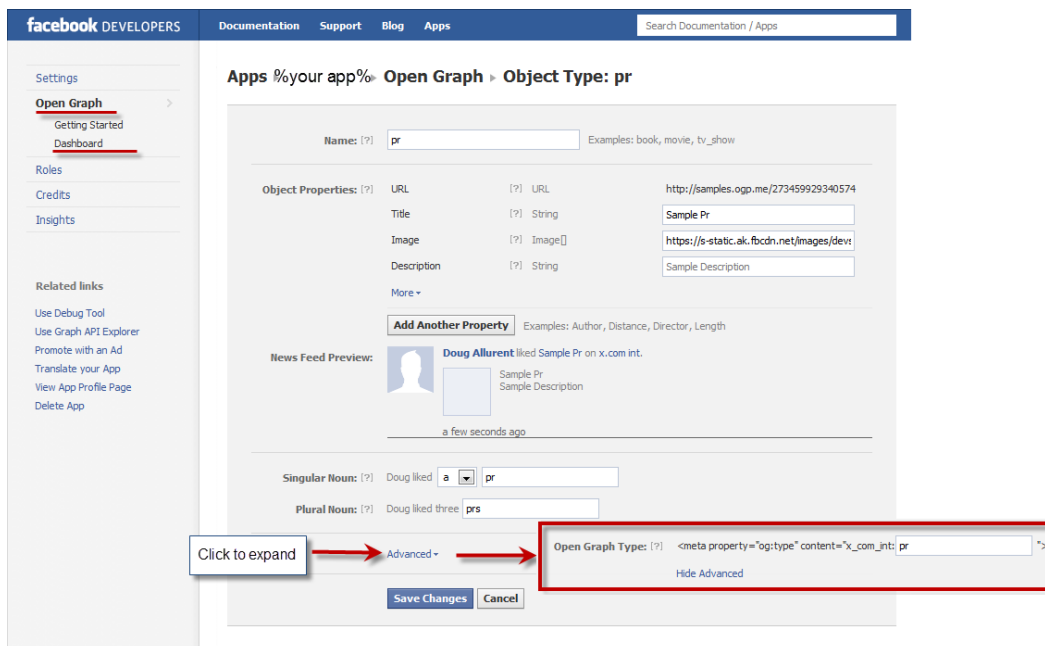 facebook DEVELOPERS
Documentation Support Blog Apps
Search Documentation / Apps
Settings
Open Graph
Getting Started
Dashboard
Roles
Credits
Insights
Related links
Use Debug Tool
Use Graph API Explorer
Promote with an Ad
Translate your App
View App Profile Page
Delete App
Apps %your app% Open Graph Object Type: pr
Name: [?] pr Examples: book, movie, tv_show
Object Properties: [?] URL [?] URL http://samples.ogp.me/273459929340574
Title [?] String Sample Pr
Image [?] Image[] https://s-static.ak.fbcdn.net/images/devs
Description [?] String Sample Description
More
Add Another Property Examples: Author, Distance, Director, Length
News Feed Preview:
Doug Allurent liked Sample Pr on x.com int.
Sample Pr
Sample Description
a few seconds ago
Singular Noun: [?] Doug liked a pr
Plural Noun: [?] Doug liked three prs
Click to expand
Advanced
Open Graph Type: [?] <meta property="og:type" content="x_com_int: pr ">
Hide Advanced
Save Changes Cancel